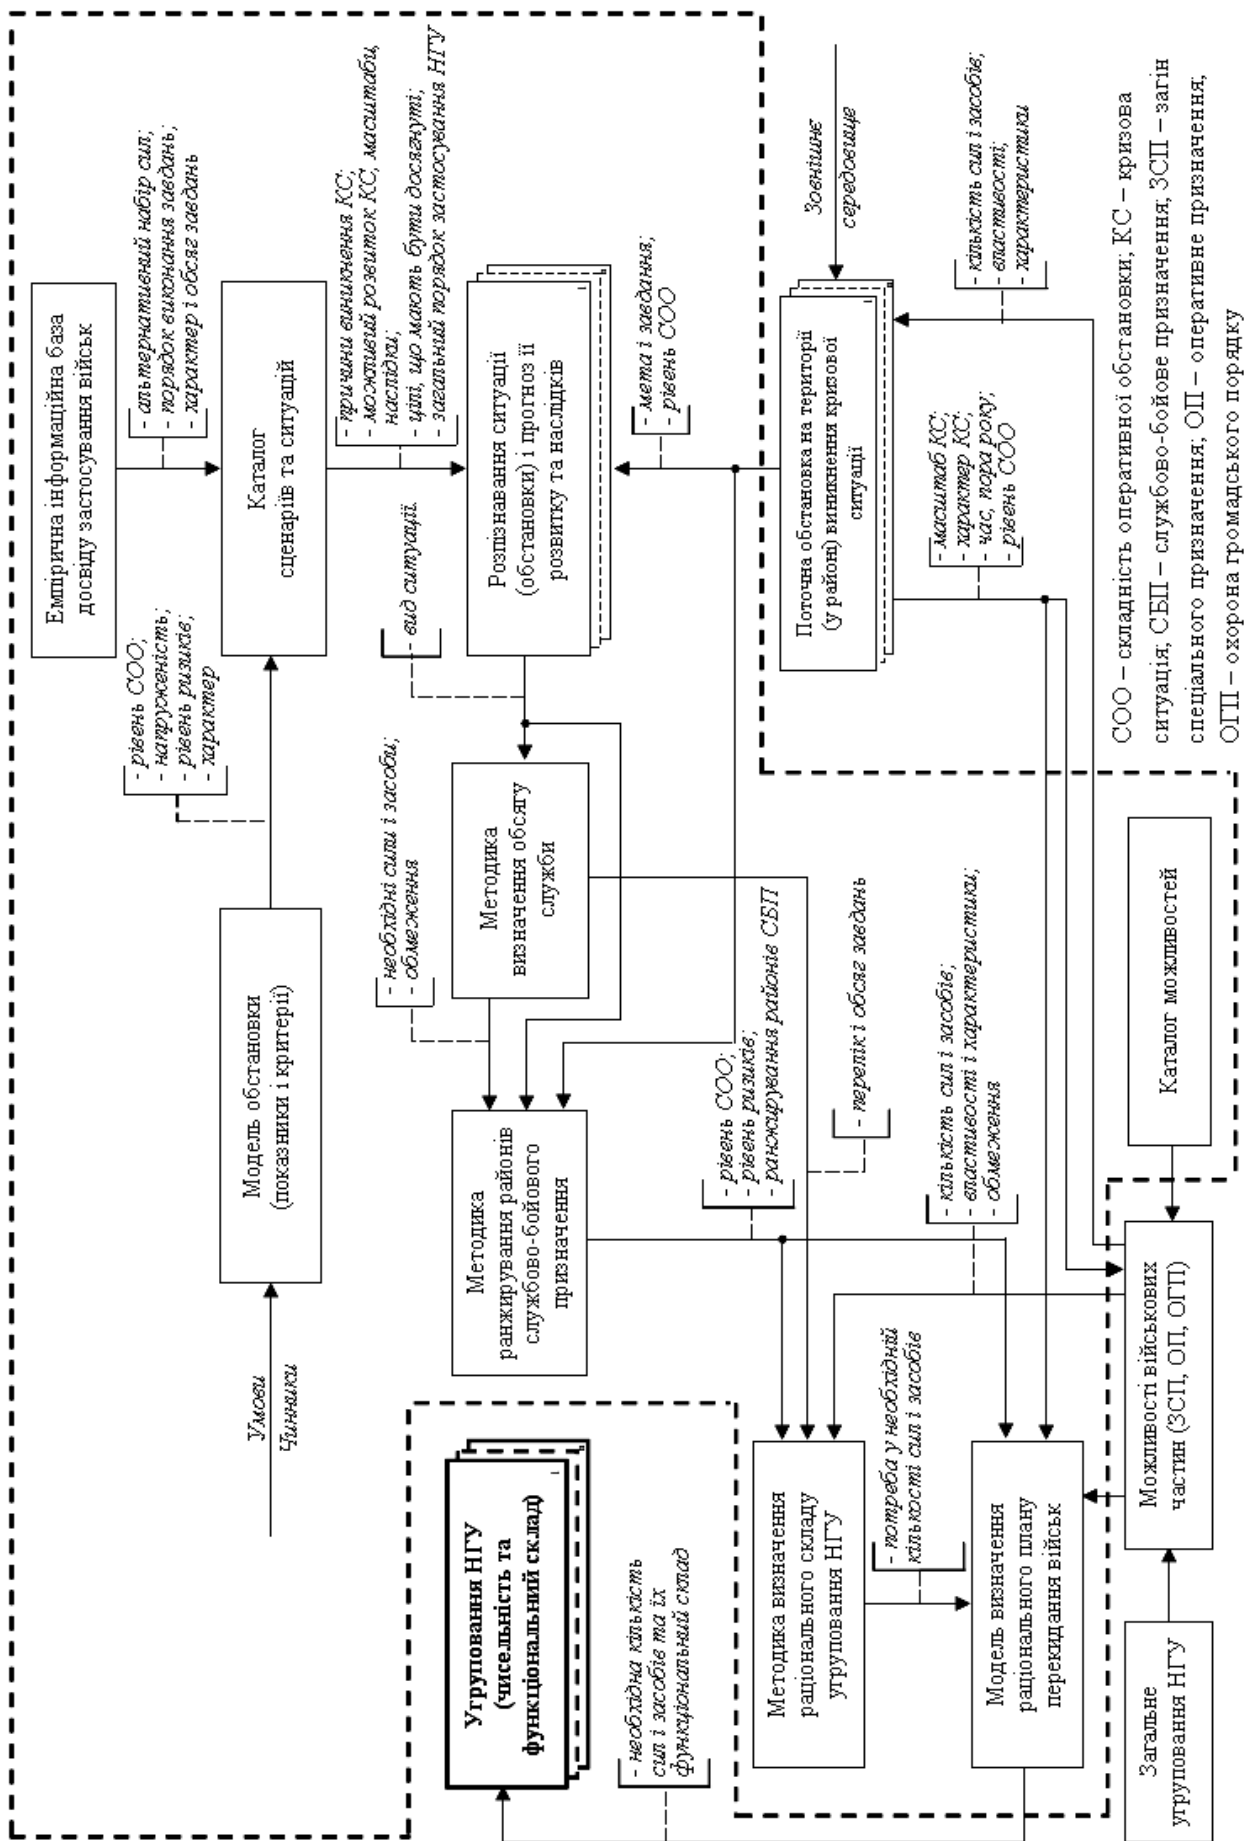 Умови
Чинники
Модель обстановки
(показники і критерії)
- рівень СОО;
- напруженість;
- рівень ризиків;
- характер
Емпірична інформаційна база
досвіду застосування військ
- альтернативний набір сил;
- порядок виконання завдань;
- характер і обсяг завдань
Каталог
сценаріїв та ситуацій
- причини виникнення КС;
- можливий розвиток КС, масштаби,
наслідки;
- цілі, що мають бути досягнуті;
- загальний порядок застосування НГУ
Розпізнавання ситуації
(обстановки) і прогноз її
розвитку та наслідків
1
- вид ситуації
- необхідні сили і засоби;
- обмеження
Методика
визначення обсягу
служби
Методика
ранжирування районів
службово-бойового
призначення
Угруповання НГУ
(чисельність та
функціональний склад)
1
- необхідна кількість
сил і засобів та їх
функціональний склад
- мета і завдання;
- рівень СОО
Зовнішнє
середовище
Поточна обстановка на території
(у районі) виникнення кризової
ситуації
1
- рівень СОО;
- рівень ризиків;
- ранжирування районів СБП
- перелік і обсяг завдань
- масштаб КС;
- характер КС;
- час, пора року;
- рівень СОО
- кількість сил і засобів;
- властивості;
- характеристики
Методика визначення
раціонального складу
угруповання НГУ
- потреба у необхідній
кількості сил і засобів
- кількість сил і засобів;
- властивості і характеристики;
- обмеження
Модель визначення
раціонального плану
перекидання військ
Загальне
угруповання НГУ
Можливості військових
частин (ЗСП, ОП, ОГП)
Каталог можливостей
СОО – складність оперативної обстановки; КС – кризова
ситуація; СБП – службово-бойове призначення; ЗСП – загін
спеціального призначення; ОП – оперативне призначення;
ОГП – охорона громадського порядку